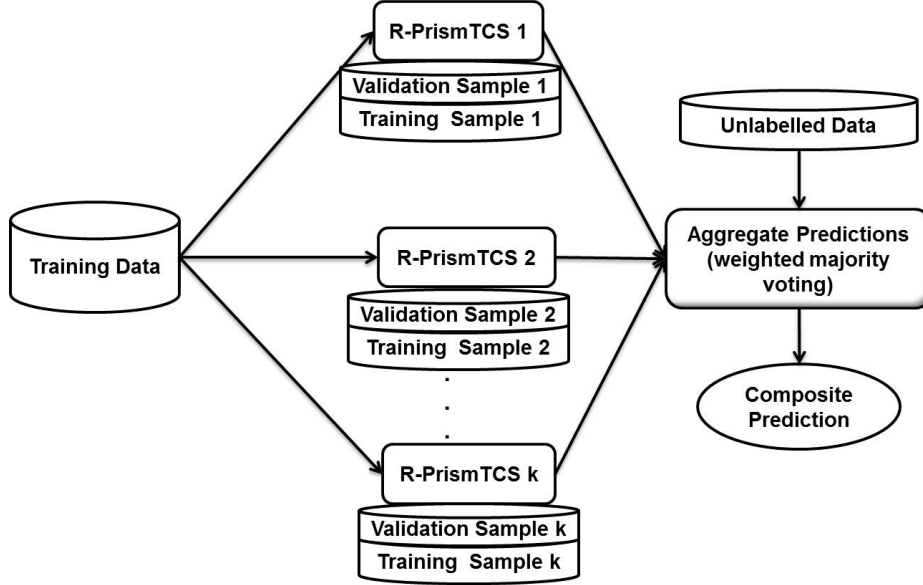 R-PrismTCS 1
Validation Sample 1
Training Sample 1
Training Data
R-PrismTCS 2
Validation Sample 2
Training Sample 2
.
.
.
R-PrismTCS k
Validation Sample k
Training Sample k
Unlabelled Data
Aggregate Predictions
(weighted majority
voting)
Composite
Prediction